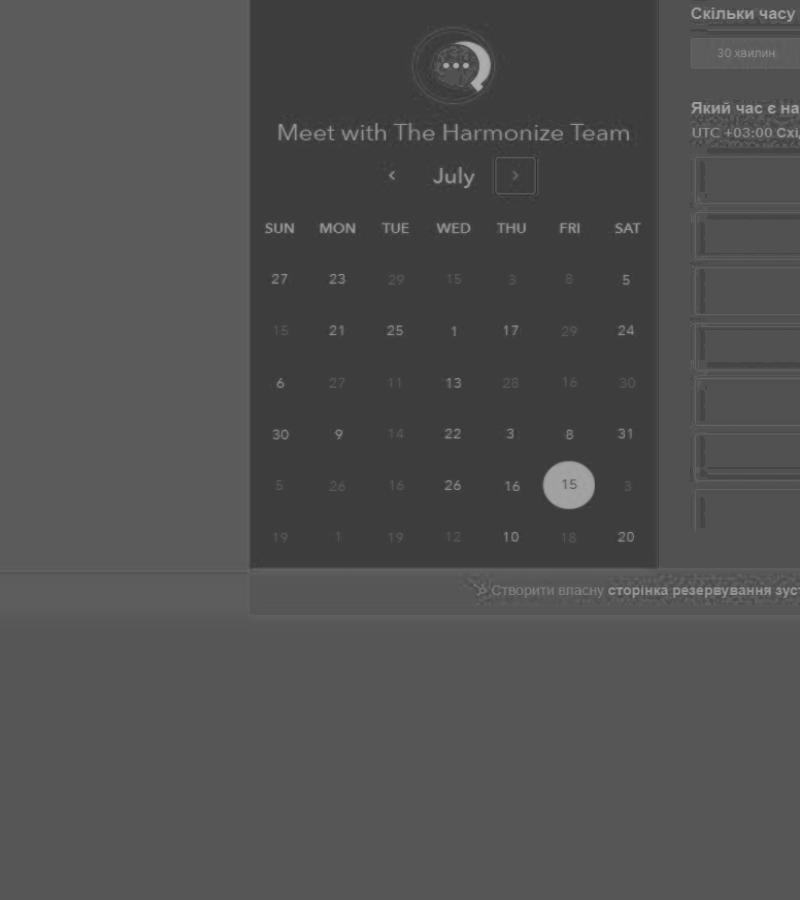 Meet with The Harmonize Team
July
SUN MON TUE WED THU FRI SAT
27 23 29 15 3 8 5
15 21 25 1 17 29 24
6 27 11 13 28 16 30
30 9 14 22 3 8 31
5 26 16 26 16 15 3
19 1 19 12 10 18 20
Скільки часу
30 хвилин
Який час є на
UTC +03:00 Схі
Створити власну сторінка резервування зуст